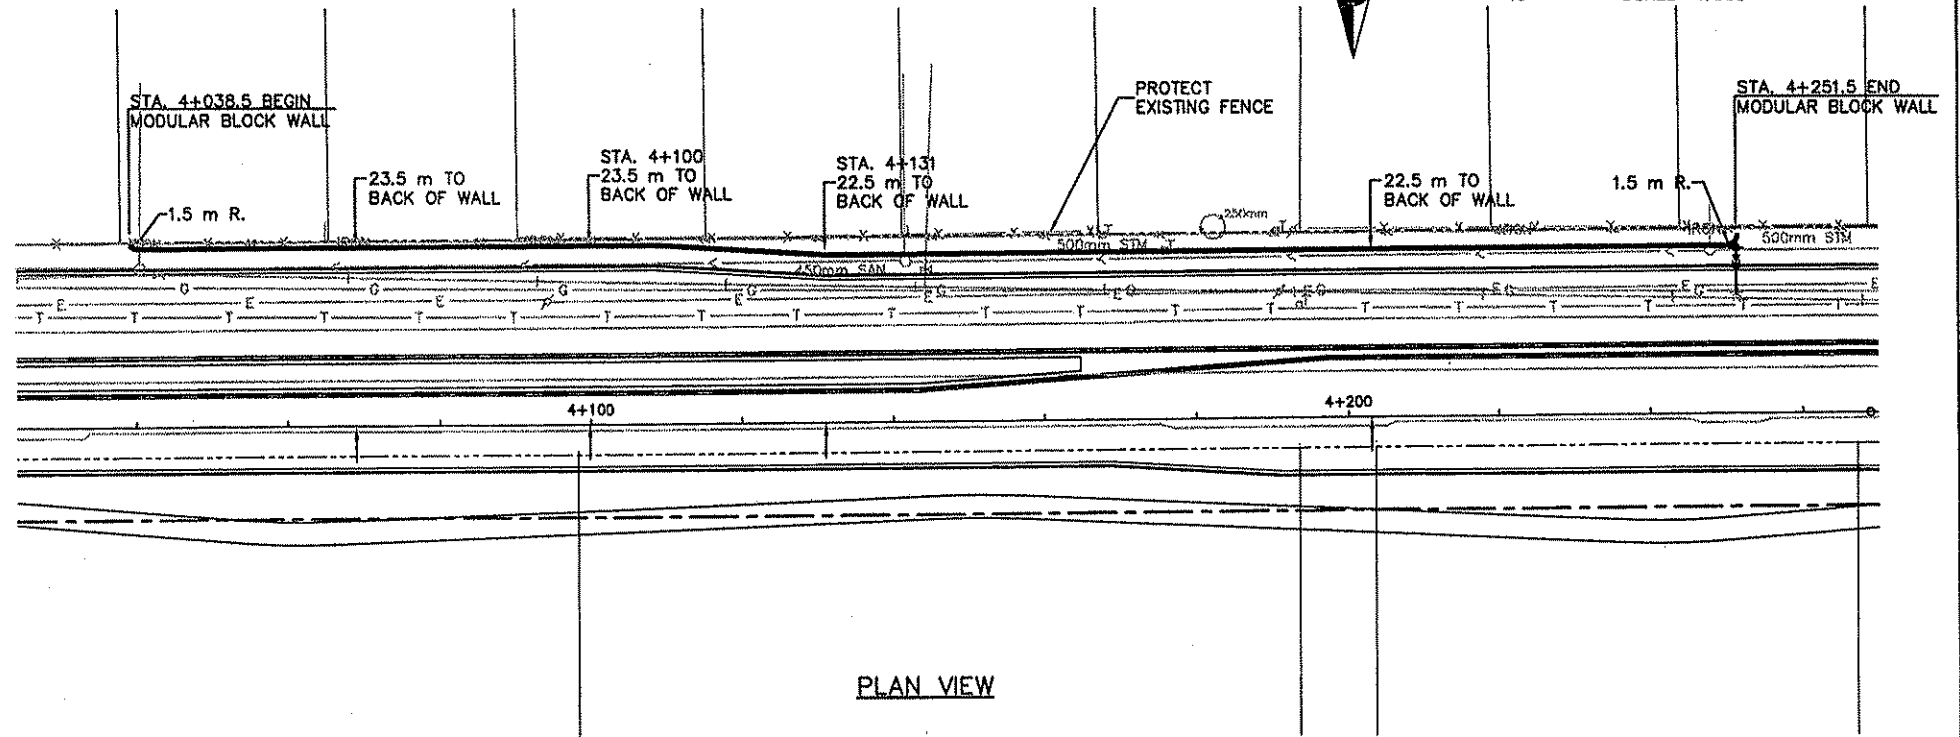 STA. 4+038.5 BEGIN
MODULAR BLOCK WALL
PROTECT
EXISTING FENCE
STA. 4+251.5 END
MODULAR BLOCK WALL
1.5 m R.
23.5 m TO
BACK OF WALL
STA. 4+100
23.5 m TO
BACK OF WALL
STA. 4+131
22.5 m TO
BACK OF WALL
22.5 m TO
BACK OF WALL
1.5 m R.
500mm STM
500mm STM
450mm SAN
G G G G G G E G E G E
E E E E E
T T T T T T T T T T T T T T T T T T T T
4+100
4+200
PLAN VIEW